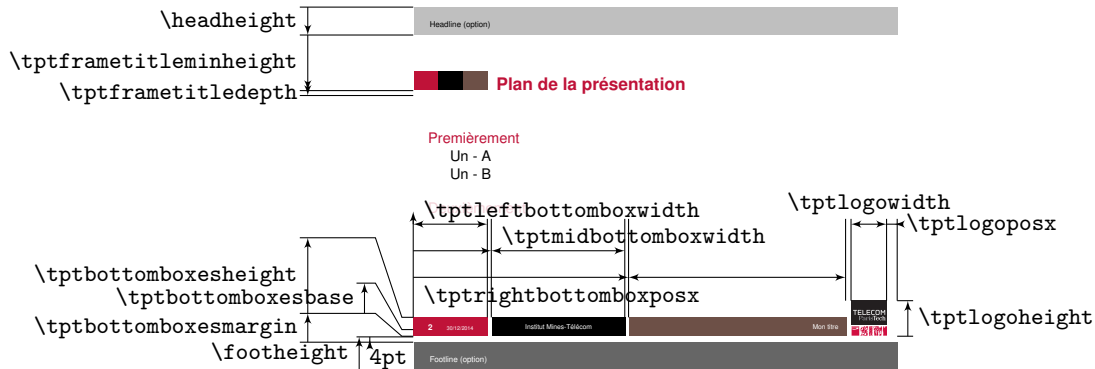 \headheight
Headline (option)
\tptframetitleminheight
\tptframetitledepth
Plan de la présentation
Premièrement
Un - A
Un - B
\tptlogowidth
\tptleftbottomboxwidth
\tptlogoposx
\tptmidbottomboxwidth
\tptbottomboxesheight
\tptbottomboxesbase
\tptrightbottomboxposx
\tptbottomboxesmargin
2 30/12/2014 Institut Mines-Télécom Mon titre
TELECOM
ParisTech
\tptlogoheight
\footheight
4pt
Footline (option)